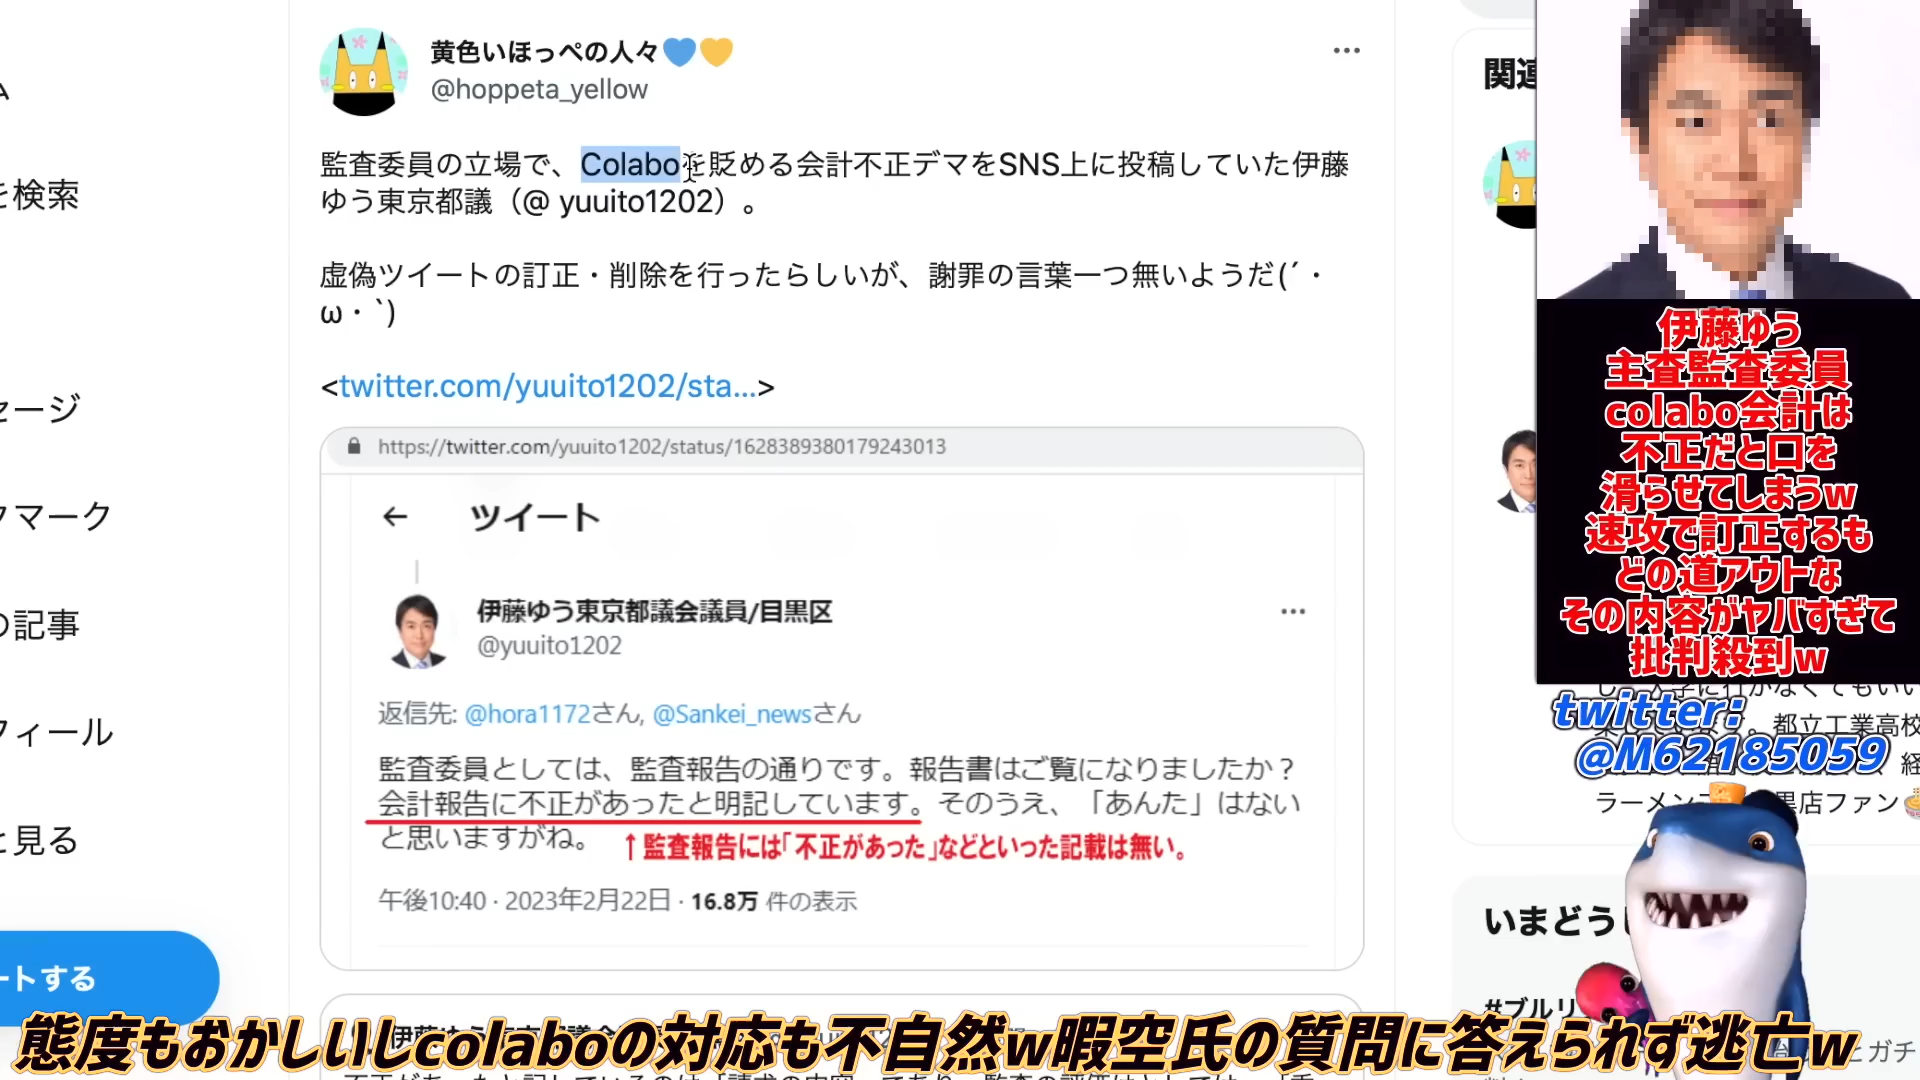 黄色いほっぺの人々💙💛
@hoppeta_yellow
監査委員の立場で、Colaboを貶める会計不正デマをSNS上に投稿していた伊藤
ゆう東京都議（@ yuuito1202）。
虚偽ツイートの訂正・削除を行ったらしいが、謝罪の言葉一つ無いようだ(´・
ω・`)
<twitter.com/yuuito1202/sta...>
https://twitter.com/yuuito1202/status/1628389380179243013
ツイート
伊藤ゆう東京都議会議員/目黒区
@yuuito1202
返信先: @hora1172さん, @Sankei_newsさん
監査委員としては、監査報告の通りです。報告書はご覧になりましたか？
会計報告に不正があったと明記しています。そのうえ、「あんた」はない
と思いますがね。
↑監査報告には「不正があった」などといった記載は無い。
午後10:40 · 2023年2月22日 · 16.8万 件の表示
を検索
セージ
クマーク
の記事
フィール
と見る
ートする
関連
伊藤ゆう
主査監査委員
colabo会計は
不正だと口を
滑らせてしまうw
速攻で訂正するも
どの道アウトな
その内容がヤバすぎて
批判殺到w
twitter:
@M62185059
都立工業高校
ラーメン
黒店ファン🍜
いまどうし
#ブルリ
とガチ
態度もおかしいしcolaboの対応も不自然w暇空氏の質問に答えられず逃亡w